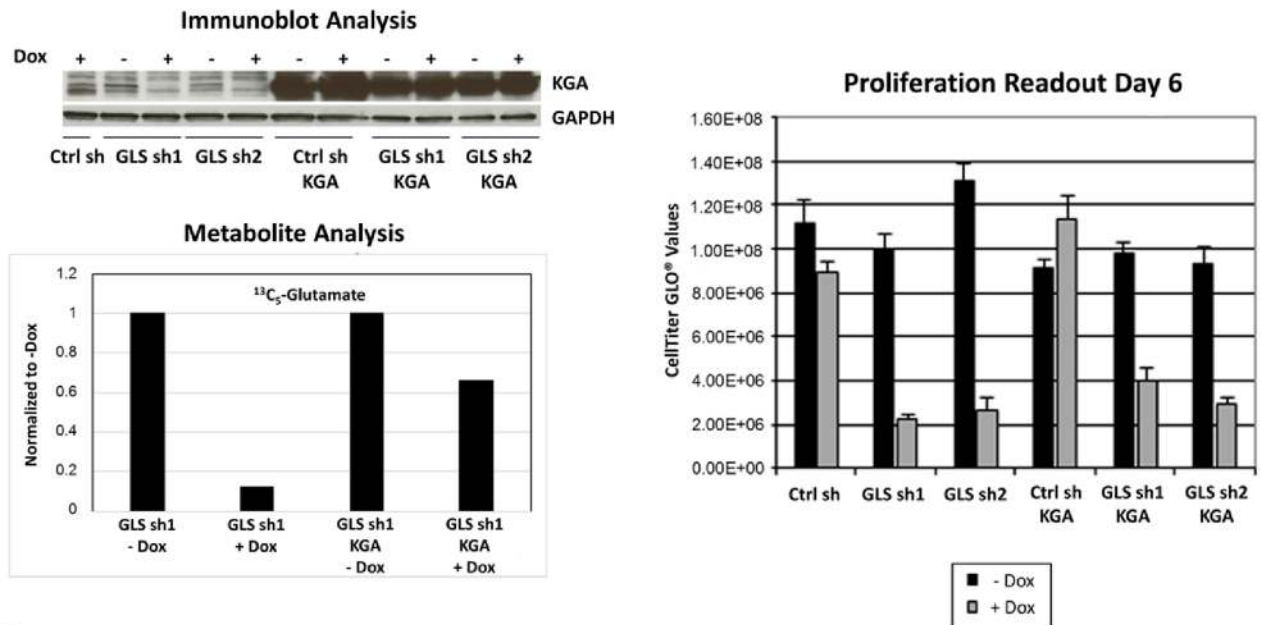 Immunoblot Analysis
Dox + - + - + - + - + - +
KGA
GAPDH
Ctrl sh GLS sh1 GLS sh2 Ctrl sh GLS sh1 GLS sh2
KGA KGA KGA
Metabolite Analysis
¹³C₅-Glutamate
Normalized to -Dox
1.2
1
0.8
0.6
0.4
0.2
0
GLS sh1 GLS sh1 GLS sh1 GLS sh1
- Dox + Dox KGA KGA
- Dox + Dox
Proliferation Readout Day 6
CellTiter GLO® Values
1.60E+08
1.40E+08
1.20E+08
1.00E+08
8.00E+06
6.00E+06
4.00E+06
2.00E+06
0.00E+00
Ctrl sh GLS sh1 GLS sh2 Ctrl sh GLS sh1 GLS sh2
KGA KGA KGA
- Dox
+ Dox